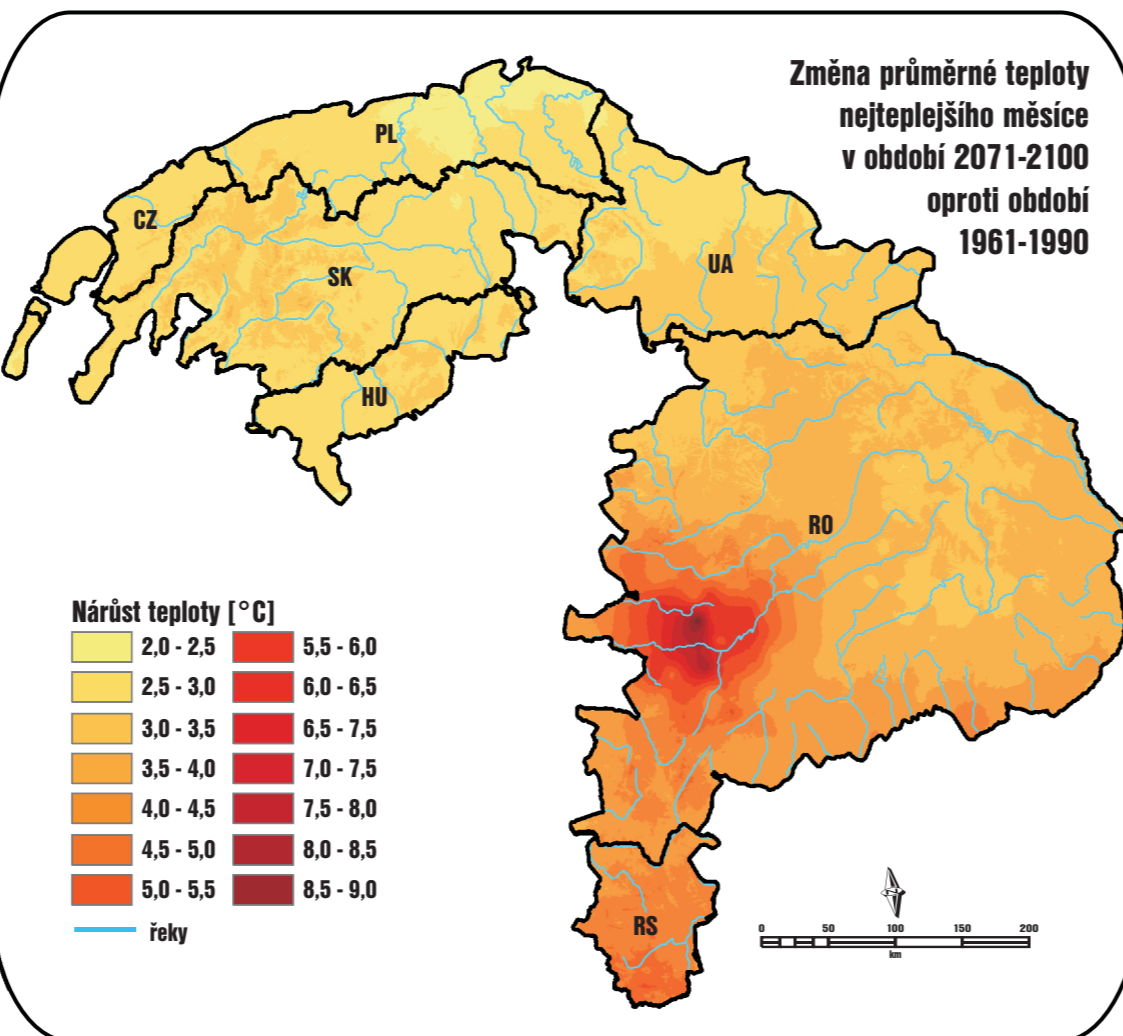 Změna průměrné teploty
nejteplejšího měsíce
v období 2071-2100
oproti období
1961-1990
PL
CZ
SK
UA
HU
RO
RS
Nárůst teploty [°C]
2,0 - 2,5
2,5 - 3,0
3,0 - 3,5
3,5 - 4,0
4,0 - 4,5
4,5 - 5,0
5,0 - 5,5
5,5 - 6,0
6,0 - 6,5
6,5 - 7,5
7,0 - 7,5
7,5 - 8,0
8,0 - 8,5
8,5 - 9,0
řeky
0 50 100 150 200
km